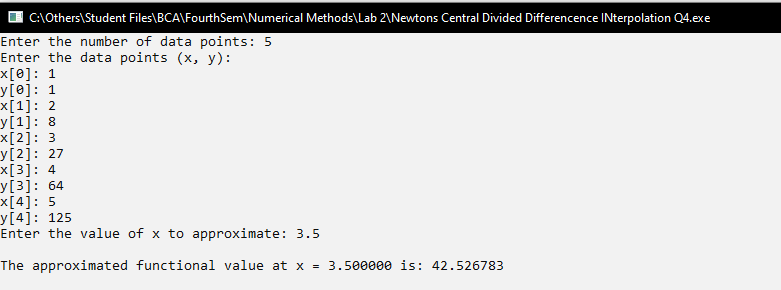 C:\Others\Student Files\BCA\FourthSem\Numerical Methods\Lab 2\Newtons Central Divided Differencence INterpolation Q4.exe
Enter the number of data points: 5
Enter the data points (x, y):
x[0]: 1
y[0]: 1
x[1]: 2
y[1]: 8
x[2]: 3
y[2]: 27
x[3]: 4
y[3]: 64
x[4]: 5
y[4]: 125
Enter the value of x to approximate: 3.5
The approximated functional value at x = 3.500000 is: 42.526783